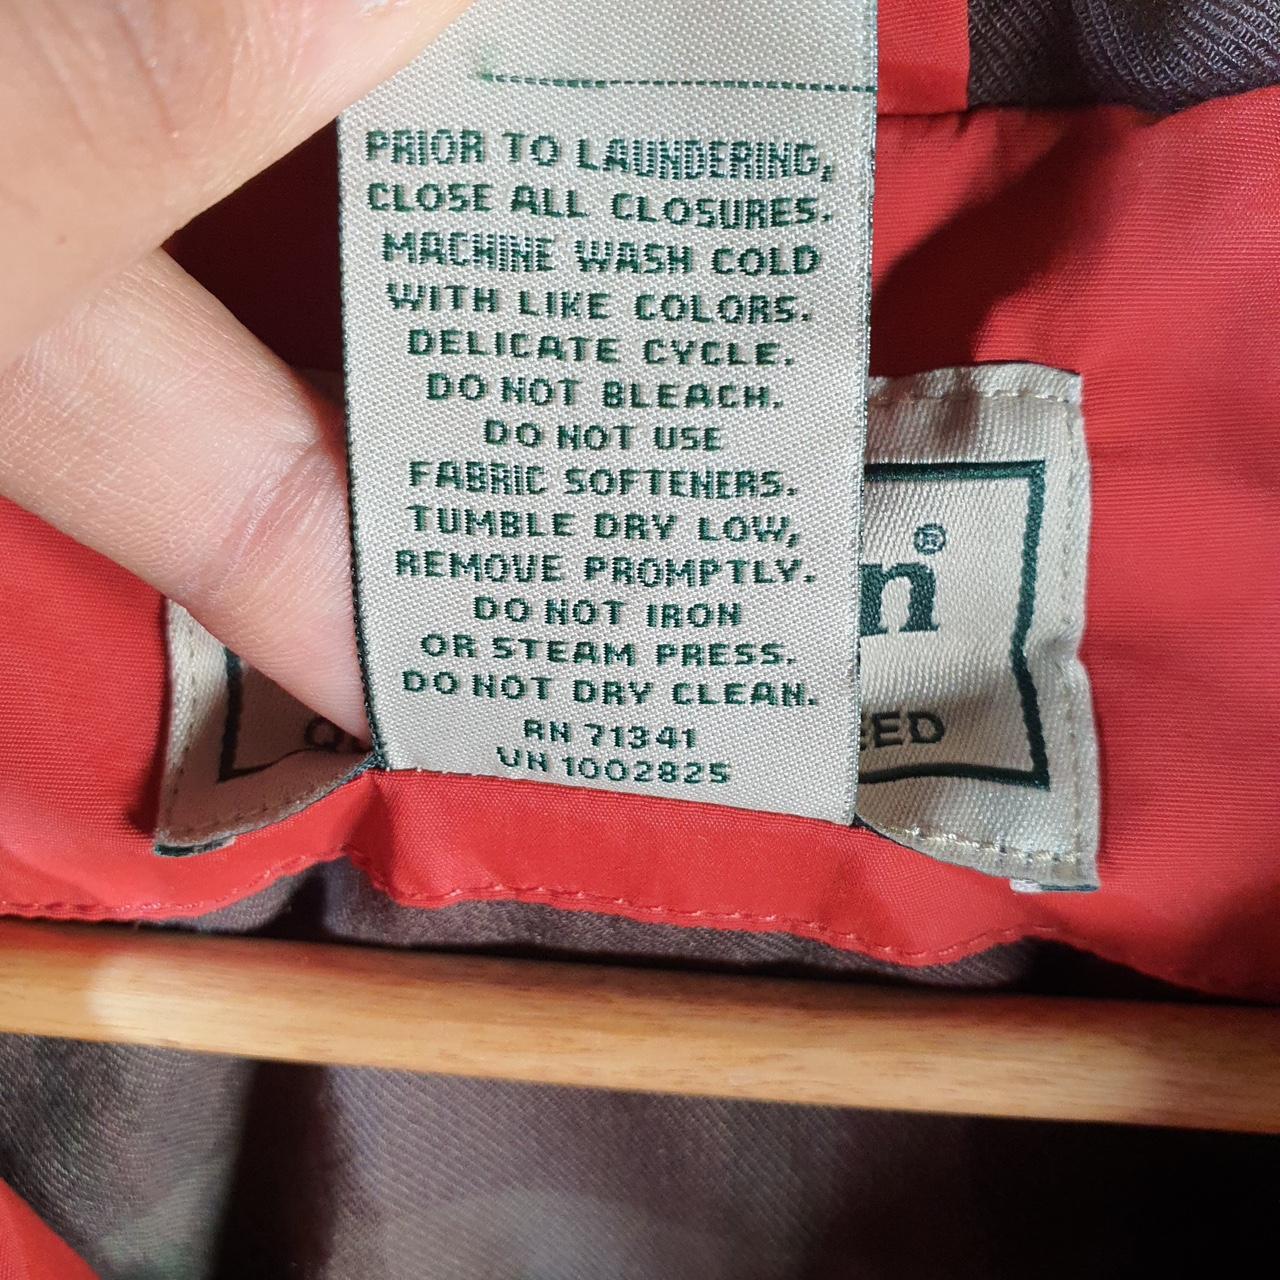 PRIOR TO LAUNDERING,
CLOSE ALL CLOSURES.
MACHINE WASH COLD
WITH LIKE COLORS.
DELICATE CYCLE.
DO NOT BLEACH.
DO NOT USE
FABRIC SOFTENERS.
TUMBLE DRY LOW,
REMOVE PROMPTLY.
DO NOT IRON
OR STEAM PRESS.
DO NOT DRY CLEAN.
RN 71341
VN 1002825
n®
EED